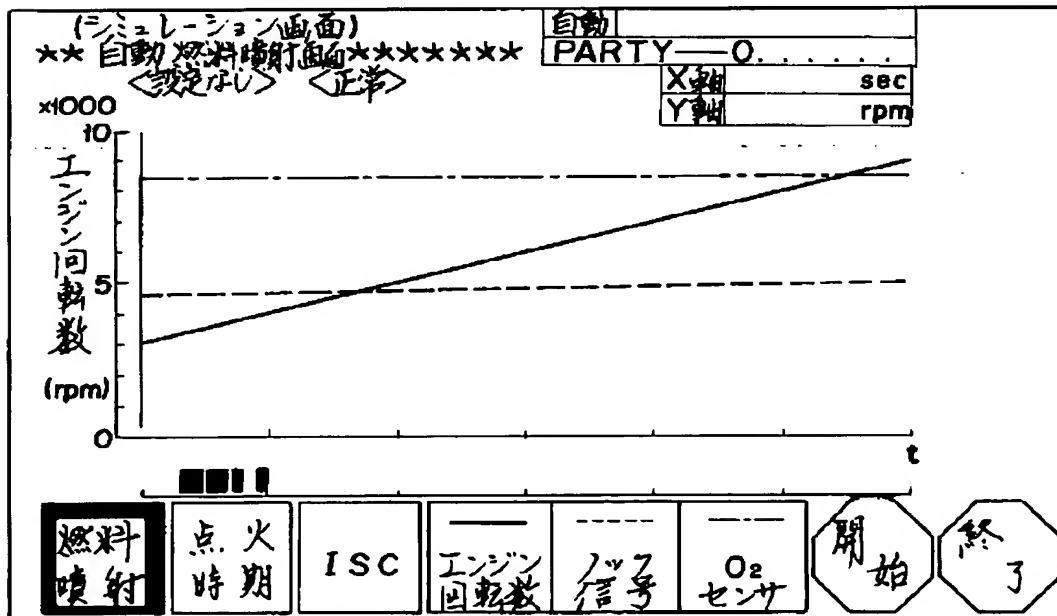 (シミュレーション画面)
** 自動燃料噴射画面*******
<設定なし> <正常>
自動
PARTY—0.......
X軸 sec
Y軸 rpm
×1000
10
5
0
エンジン回転数
(rpm)
t
燃料
噴射
点火
時期
ISC
エンジン
回転数
ノック
信号
O₂
センサ
開始
終了